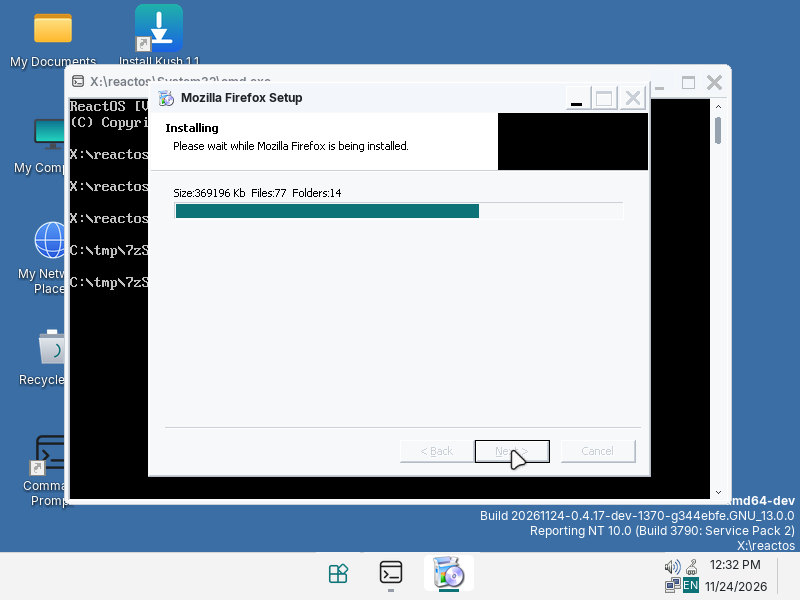 My Documents
Install Kush 1.1
X:\reactos\System32\cmd.exe
Mozilla Firefox Setup
ReactOS [V
(C) Copyri
Installing
Please wait while Mozilla Firefox is being installed.
X:\reactos
My Comp
X:\reactos
Size:369196 Kb Files:77 Folders:14
X:\reactos
C:\tmp\7zS
My Netw
Place
C:\tmp\7zS
Recycle
< Back
Next >
Cancel
Comma
Promp
md64-dev
Build 20261124-0.4.17-dev-1370-g344ebfe.GNU_13.0.0
Reporting NT 10.0 (Build 3790: Service Pack 2)
X:\reactos
12:32 PM
EN
11/24/2026